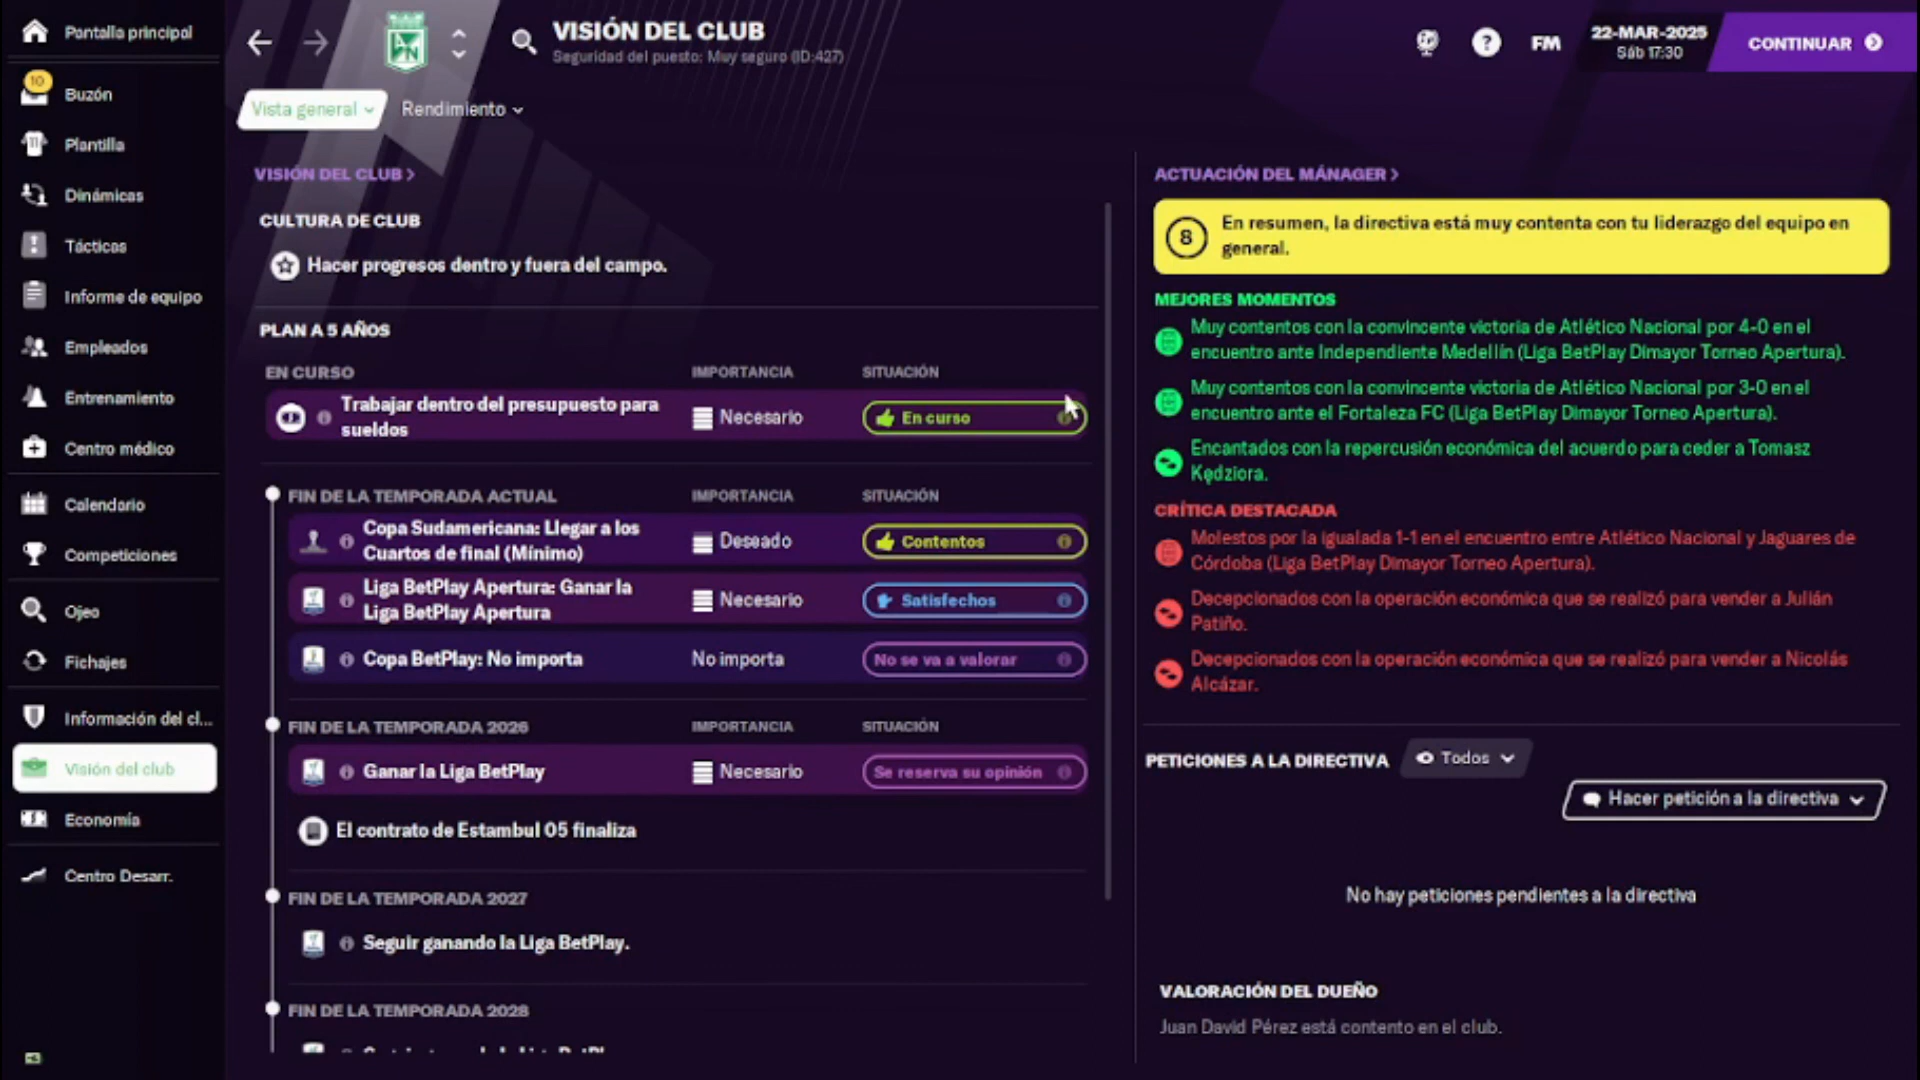 Pantalla principal
10
Buzón
Plantilla
Dinámicas
Tácticas
Informe de equipo
Empleados
Entrenamiento
Centro médico
Calendario
Competiciones
Ojeo
Fichajes
Información del cl...
Visión del club
Economía
Centro Desarr.
VISIÓN DEL CLUB
Seguridad del puesto: Muy seguro (ID:427)
FM
22-MAR-2025
Sáb 17:30
CONTINUAR
Vista general
Rendimiento
VISIÓN DEL CLUB >
CULTURA DE CLUB
Hacer progresos dentro y fuera del campo.
PLAN A 5 AÑOS
EN CURSO IMPORTANCIA SITUACIÓN
Trabajar dentro del presupuesto para
sueldos
Necesario
En curso
FIN DE LA TEMPORADA ACTUAL IMPORTANCIA SITUACIÓN
Copa Sudamericana: Llegar a los
Cuartos de final (Mínimo)
Deseado
Contentos
Liga BetPlay Apertura: Ganar la
Liga BetPlay Apertura
Necesario
Satisfechos
Copa BetPlay: No importa
No importa
No se va a valorar
FIN DE LA TEMPORADA 2026 IMPORTANCIA SITUACIÓN
Ganar la Liga BetPlay
Necesario
Se reserva su opinión
El contrato de Estambul 05 finaliza
FIN DE LA TEMPORADA 2027
Seguir ganando la Liga BetPlay.
FIN DE LA TEMPORADA 2028
ACTUACIÓN DEL MÁNAGER >
8
En resumen, la directiva está muy contenta con tu liderazgo del equipo en
general.
MEJORES MOMENTOS
Muy contentos con la convincente victoria de Atlético Nacional por 4-0 en el
encuentro ante Independiente Medellín (Liga BetPlay Dimayor Torneo Apertura).
Muy contentos con la convincente victoria de Atlético Nacional por 3-0 en el
encuentro ante el Fortaleza FC (Liga BetPlay Dimayor Torneo Apertura).
Encantados con la repercusión económica del acuerdo para ceder a Tomasz
Kędziora.
CRÍTICA DESTACADA
Molestos por la igualada 1-1 en el encuentro entre Atlético Nacional y Jaguares de
Córdoba (Liga BetPlay Dimayor Torneo Apertura).
Decepcionados con la operación económica que se realizó para vender a Julián
Patiño.
Decepcionados con la operación económica que se realizó para vender a Nicolás
Alcázar.
PETICIONES A LA DIRECTIVA
Todos
Hacer petición a la directiva
No hay peticiones pendientes a la directiva
VALORACIÓN DEL DUEÑO
Juan David Pérez está contento en el club.